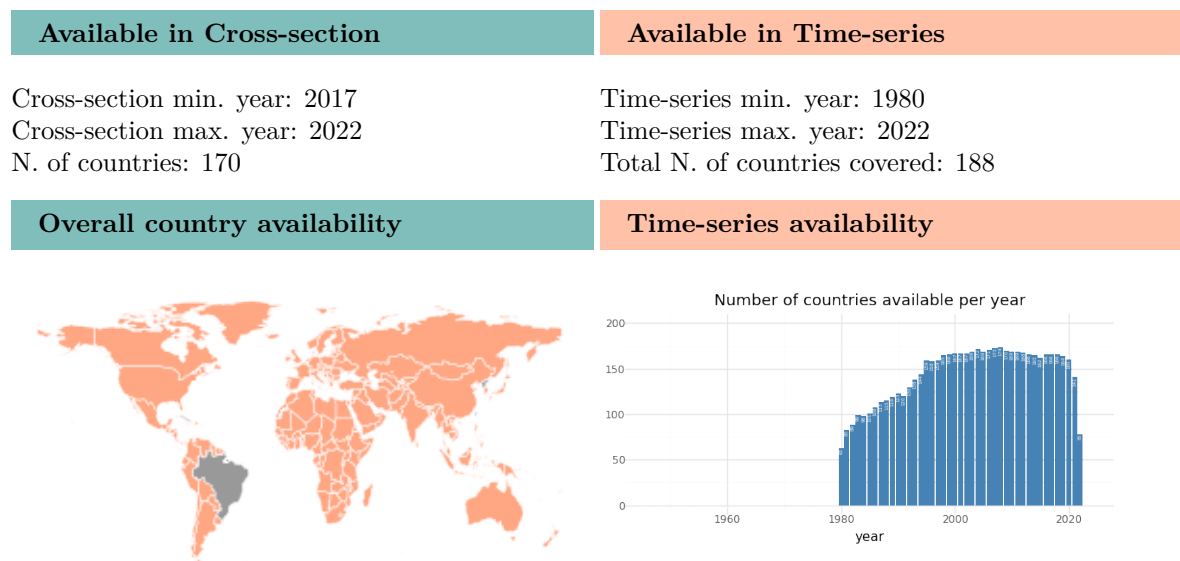 Available in Cross-section
Available in Time-series
Cross-section min. year: 2017
Cross-section max. year: 2022
N. of countries: 170
Time-series min. year: 1980
Time-series max. year: 2022
Total N. of countries covered: 188
Overall country availability
Time-series availability
Number of countries available per year
200
150
100
50
0
1960 1980 2000 2020
year